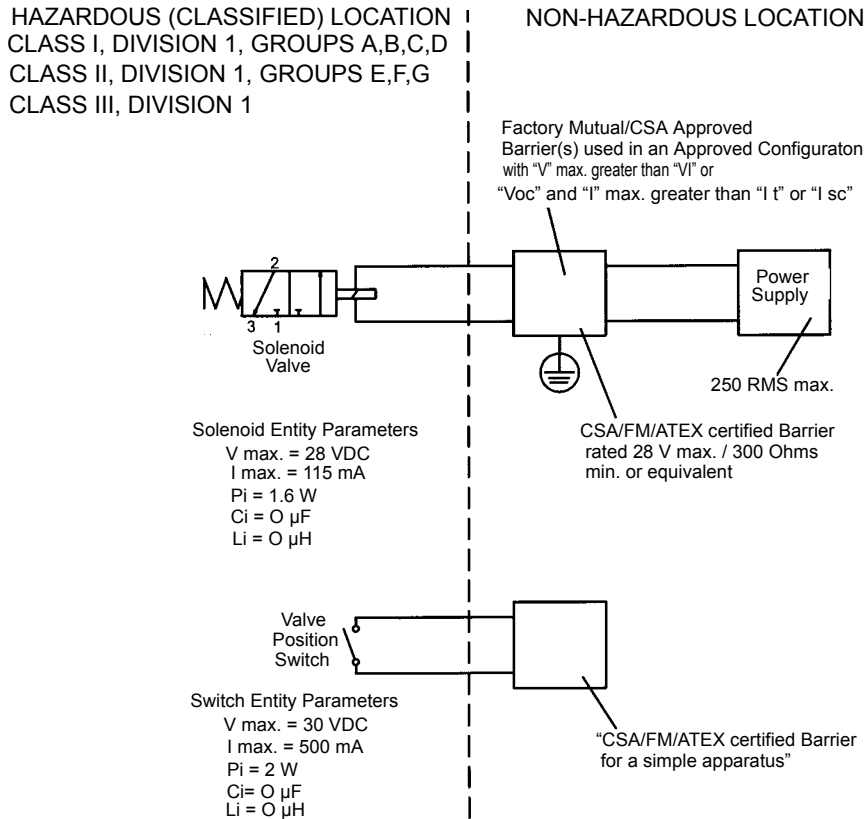 HAZARDOUS (CLASSIFIED) LOCATION
CLASS I, DIVISION 1, GROUPS A,B,C,D
CLASS II, DIVISION 1, GROUPS E,F,G
CLASS III, DIVISION 1
NON-HAZARDOUS LOCATION
Factory Mutual/CSA Approved
Barrier(s) used in an Approved Configuraton
with “V” max. greater than “VI” or
“Voc” and “I” max. greater than “I t” or “I sc”
2
3 1
Solenoid
Valve
Power
Supply
250 RMS max.
Solenoid Entity Parameters
V max. = 28 VDC
I max. = 115 mA
Pi = 1.6 W
Ci = O µF
Li = O µH
CSA/FM/ATEX certified Barrier
rated 28 V max. / 300 Ohms
min. or equivalent
Valve
Position
Switch
Switch Entity Parameters
V max. = 30 VDC
I max. = 500 mA
Pi = 2 W
Ci= O µF
Li = O µH
“CSA/FM/ATEX certified Barrier
for a simple apparatus”